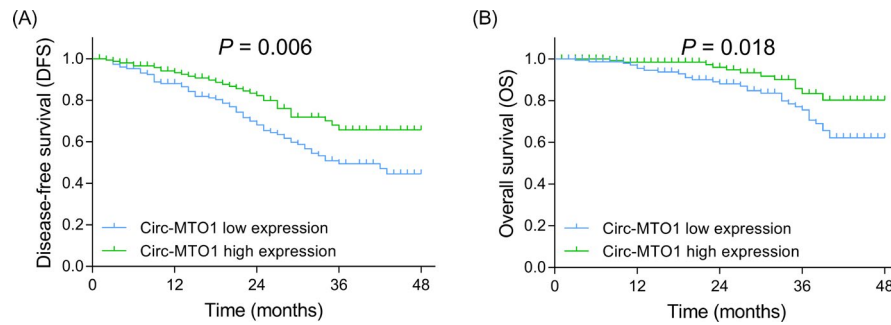 (A)
P = 0.006
Disease-free survival (DFS)
1.0
0.8
0.6
0.4
0.2
0.0
Circ-MTO1 low expression
Circ-MTO1 high expression
0 12 24 36 48
Time (months)
(B)
P = 0.018
Overall survival (OS)
1.0
0.8
0.6
0.4
0.2
0
Circ-MTO1 low expression
Circ-MTO1 high expression
0 12 24 36 48
Time (months)